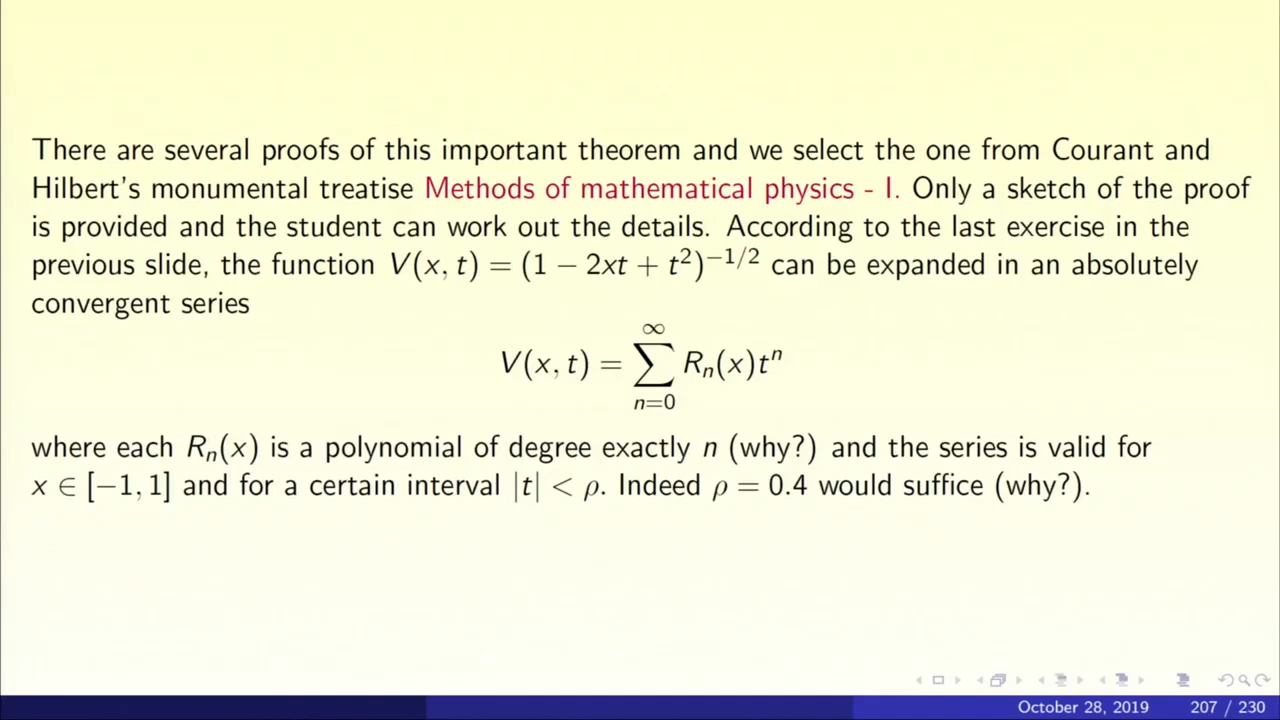 There are several proofs of this important theorem and we select the one from Courant and
Hilbert's monumental treatise Methods of mathematical physics - I. Only a sketch of the proof
is provided and the student can work out the details. According to the last exercise in the
previous slide, the function V(x, t) = (1 − 2xt + t²)^{−1/2} can be expanded in an absolutely
convergent series
V(x, t) = ∑_{n=0}^{∞} Rₙ(x)tⁿ
where each Rₙ(x) is a polynomial of degree exactly n (why?) and the series is valid for
x ∈ [−1, 1] and for a certain interval |t| < ρ. Indeed ρ = 0.4 would suffice (why?).
October 28, 2019 207 / 230